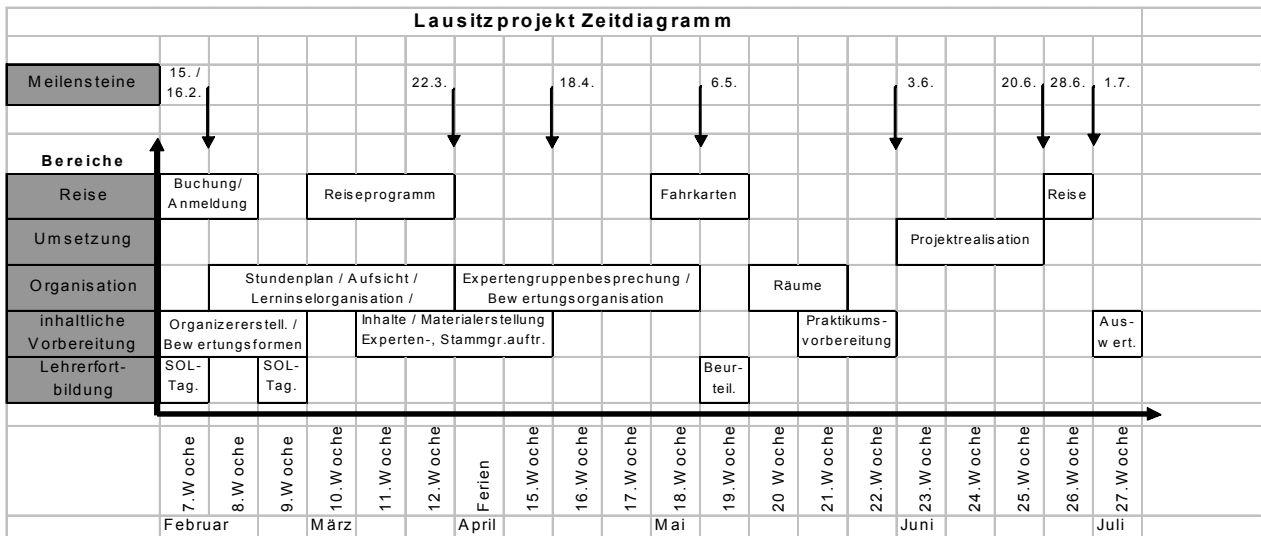 Lausitzprojekt Zeitdiagramm
Meilensteine
15. /
16.2.
22.3.
18.4.
6.5.
3.6.
20.6.
28.6.
1.7.
Bereiche
Reise
Buchung/
Anmeldung
Reiseprogramm
Fahrkarten
Reise
Umsetzung
Projektrealisation
Organisation
Stundenplan / Aufsicht /
Lerninselorganisation /
Expertengruppenbesprechung /
Bewertungsorganisation
Räume
inhaltliche
Vorbereitung
Organizererstell. /
Bewertungsformen
Inhalte / Materialerstellung
Experten-, Stammgr.auftr.
Praktikums-
vorbereitung
Aus-
wert.
Lehrerfort-
bildung
SOL-
Tag.
SOL-
Tag.
Beur-
teil.
7.Woche
8.Woche
9.Woche
10.Woche
11.Woche
12.Woche
Ferien
15.Woche
16.Woche
17.Woche
18.Woche
19.Woche
20 Woche
21.Woche
22.Woche
23.Woche
24.Woche
25.Woche
26.Woche
27.Woche
Februar
März
April
Mai
Juni
Juli